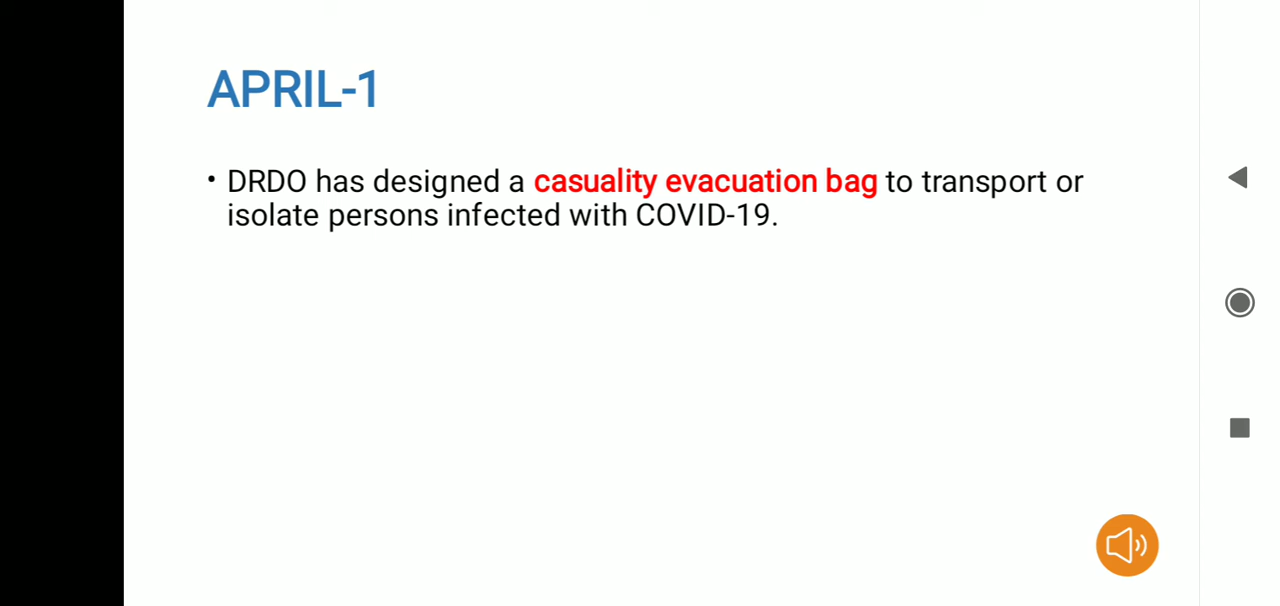 APRIL-1
• DRDO has designed a casuality evacuation bag to transport or
isolate persons infected with COVID-19.